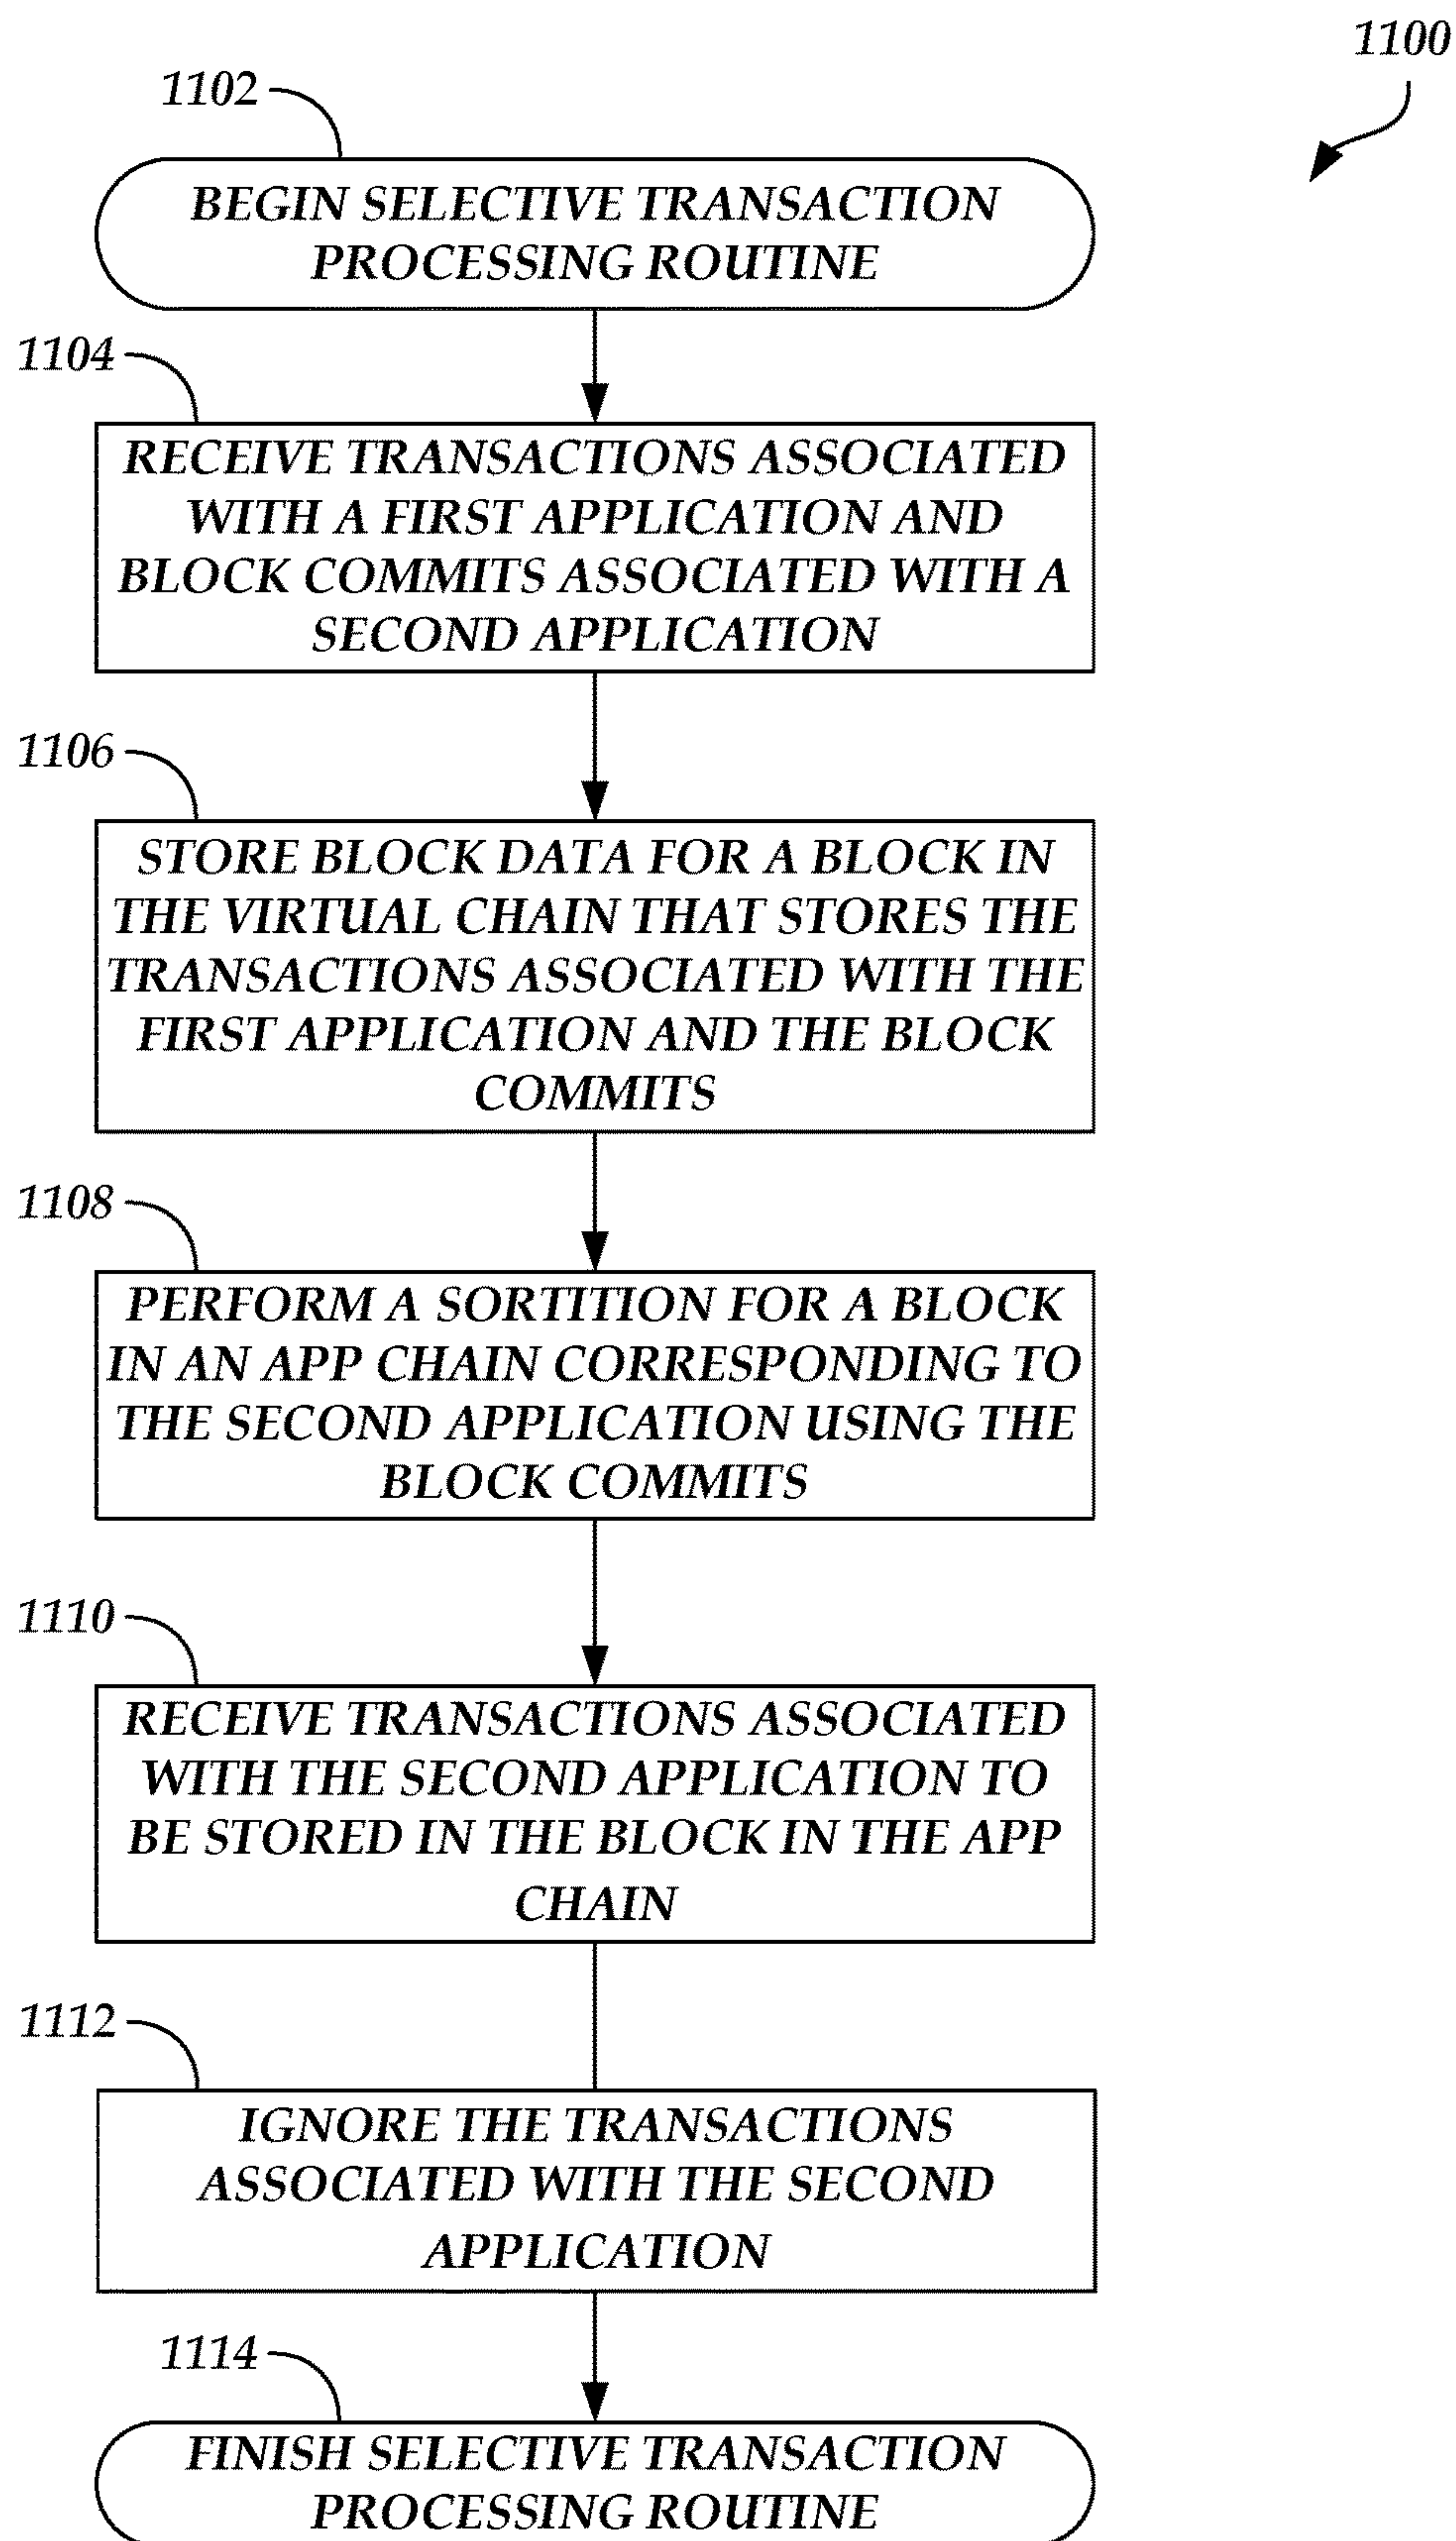 1100
1102
BEGIN SELECTIVE TRANSACTION
PROCESSING ROUTINE
1104
RECEIVE TRANSACTIONS ASSOCIATED
WITH A FIRST APPLICATION AND
BLOCK COMMITS ASSOCIATED WITH A
SECOND APPLICATION
1106
STORE BLOCK DATA FOR A BLOCK IN
THE VIRTUAL CHAIN THAT STORES THE
TRANSACTIONS ASSOCIATED WITH THE
FIRST APPLICATION AND THE BLOCK
COMMITS
1108
PERFORM A SORTITION FOR A BLOCK
IN AN APP CHAIN CORRESPONDING TO
THE SECOND APPLICATION USING THE
BLOCK COMMITS
1110
RECEIVE TRANSACTIONS ASSOCIATED
WITH THE SECOND APPLICATION TO
BE STORED IN THE BLOCK IN THE APP
CHAIN
1112
IGNORE THE TRANSACTIONS
ASSOCIATED WITH THE SECOND
APPLICATION
1114
FINISH SELECTIVE TRANSACTION
PROCESSING ROUTINE